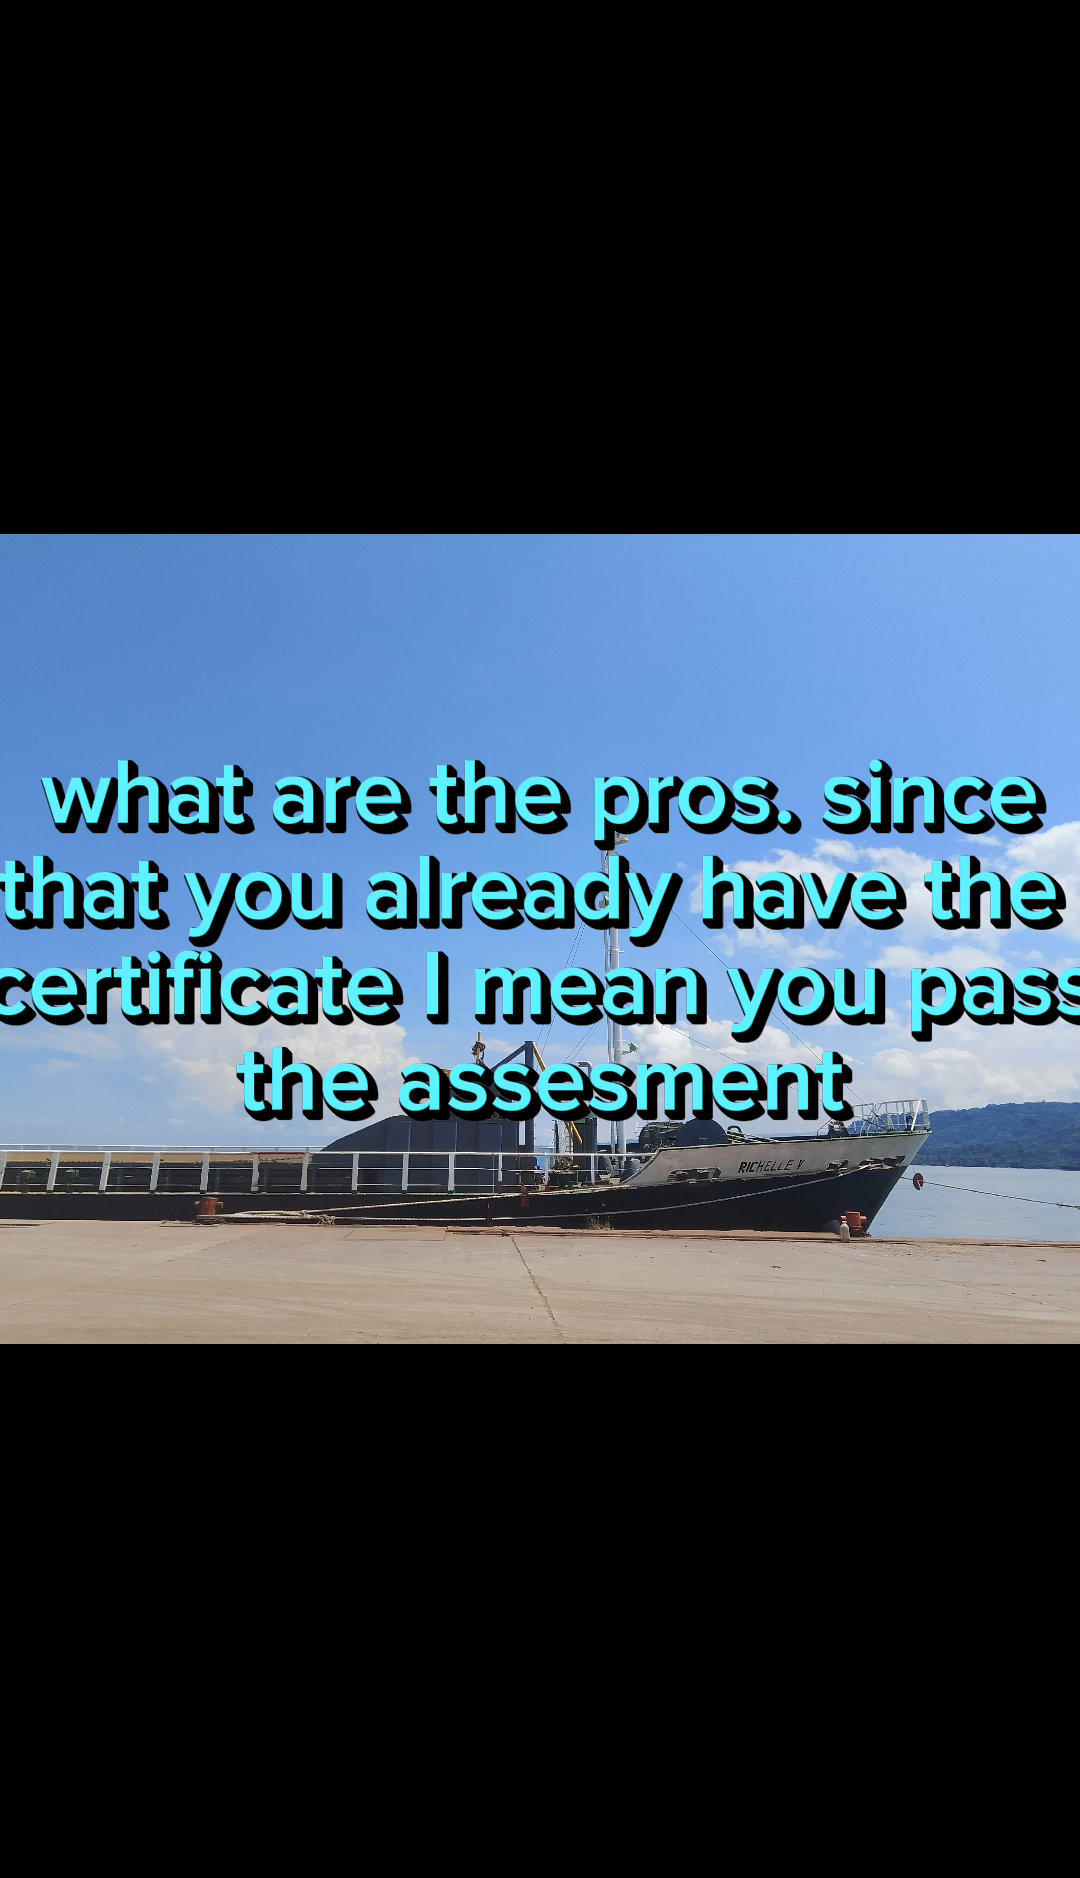 what are the pros. since
that you already have the
certificate I mean you pass
the assesment
RICHELLE V